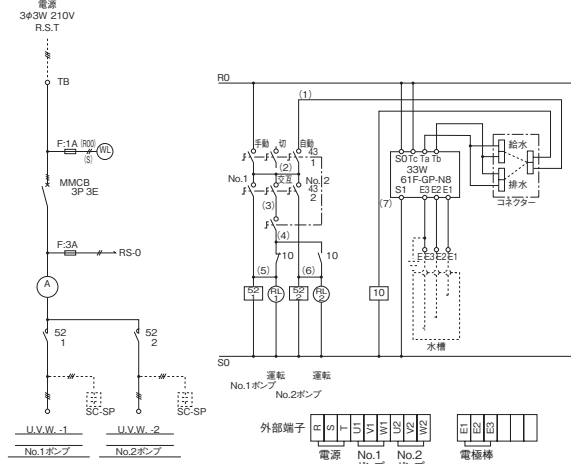 電源
3φ3W 210V
R.S.T
TB
F:1A (R00)
(S)
WL
MMCB
3P 3E
F:3A
RS-0
A
52
1
52
2
SC-SP
SC-SP
U.V.W. -1
U.V.W. -2
No.1ポンプ
No.2ポンプ
R0
(1)
手動
切
自動
43
1
(2)
No.1
交互
No.2
43
2
(3)
(4)
10
10
(5)
(6)
52
1
RL
1
52
2
RL
2
10
S0
運転
運転
No.1ポンプ
No.2ポンプ
S0 Tc Ta Tb
33W
61F-GP-N8
S1
E3 E2 E1
(7)
給水
排水
コネクター
E E3 E2 E1
水槽
外部端子
R S T U1 V1 W1 U2 V2 W2
E1 E2 E3
電源
No.1
No.2
ポンプ
ポンプ
電極棒